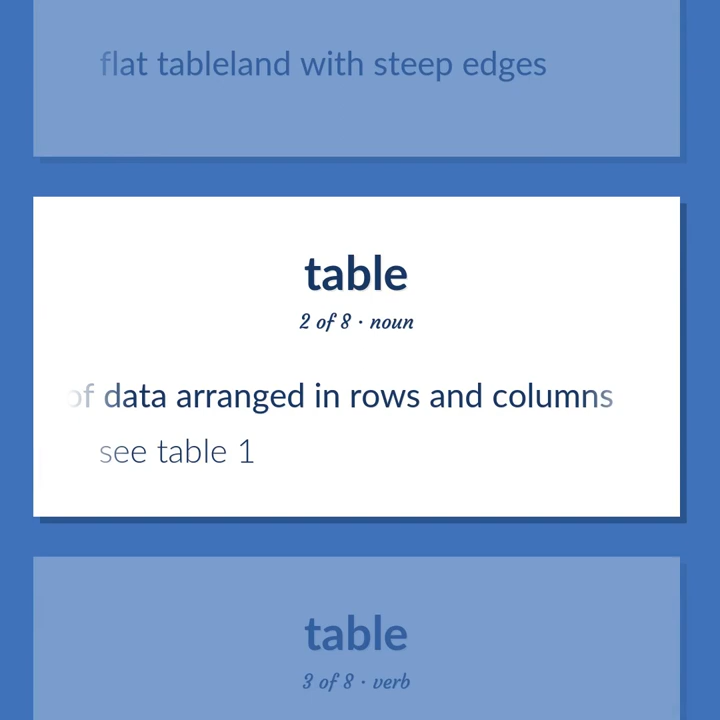 flat tableland with steep edges
table
2 of 8 · noun
of data arranged in rows and columns
see table 1
table
3 of 8 · verb